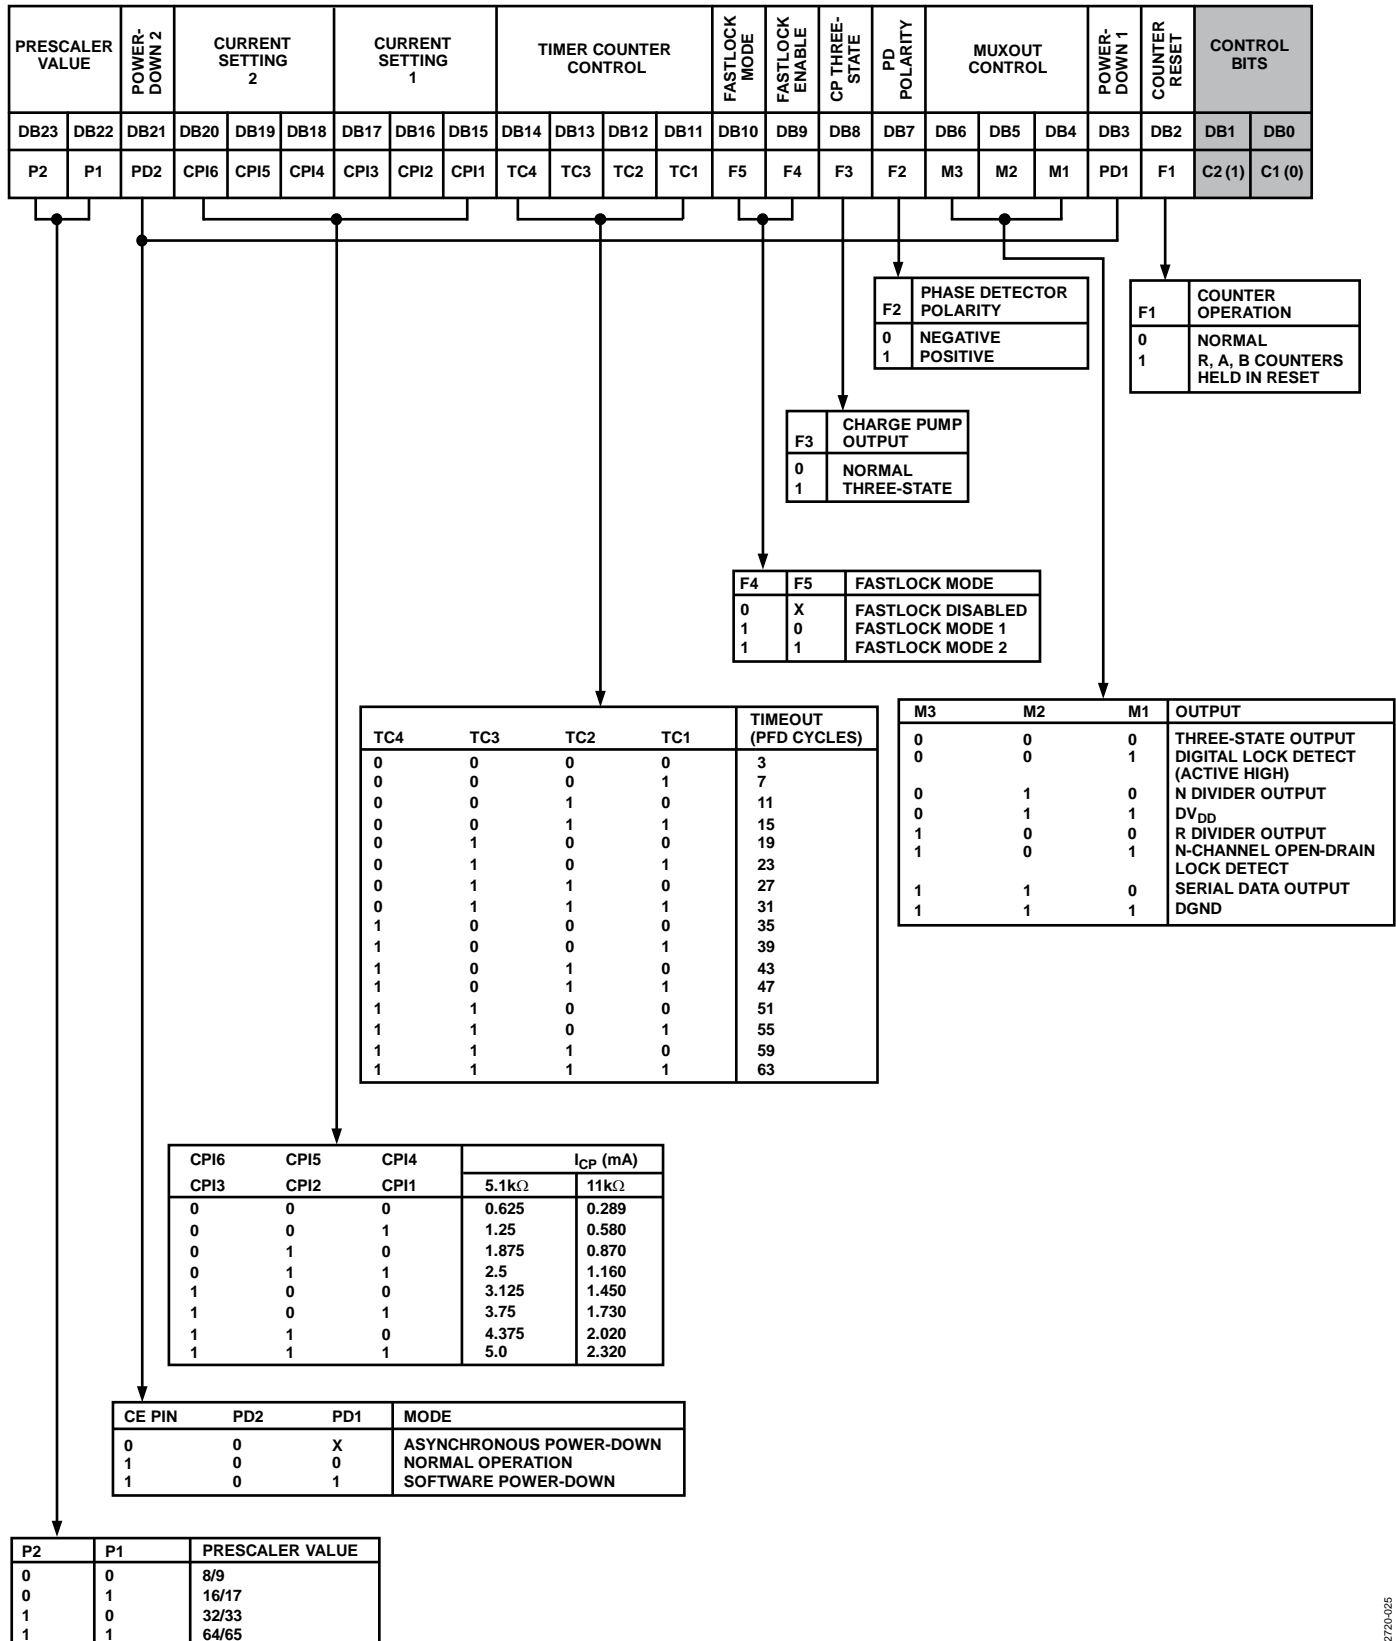 PRESCALER VALUE POWER-DOWN 2 CURRENT SETTING 2 CURRENT SETTING 1 TIMER COUNTER CONTROL FASTLOCK MODE FASTLOCK ENABLE CP THREE-STATE PD POLARITY MUXOUT CONTROL POWER-DOWN 1 COUNTER RESET CONTROL BITS
DB23 DB22 DB21 DB20 DB19 DB18 DB17 DB16 DB15 DB14 DB13 DB12 DB11 DB10 DB9 DB8 DB7 DB6 DB5 DB4 DB3 DB2 DB1 DB0
P2 P1 PD2 CPI6 CPI5 CPI4 CPI3 CPI2 CPI1 TC4 TC3 TC2 TC1 F5 F4 F3 F2 M3 M2 M1 PD1 F1 C2 (1) C1 (0)
F2 PHASE DETECTOR POLARITY
0 NEGATIVE
1 POSITIVE
F1 COUNTER OPERATION
0 NORMAL
1 R, A, B COUNTERS
HELD IN RESET
F3 CHARGE PUMP OUTPUT
0 NORMAL
1 THREE-STATE
F4 F5 FASTLOCK MODE
0 X FASTLOCK DISABLED
1 0 FASTLOCK MODE 1
1 1 FASTLOCK MODE 2
TC4 TC3 TC2 TC1 TIMEOUT (PFD CYCLES)
0 0 0 0 3
0 0 0 1 7
0 0 1 0 11
0 0 1 1 15
0 1 0 0 19
0 1 0 1 23
0 1 1 0 27
0 1 1 1 31
1 0 0 0 35
1 0 0 1 39
1 0 1 0 43
1 0 1 1 47
1 1 0 0 51
1 1 0 1 55
1 1 1 0 59
1 1 1 1 63
M3 M2 M1 OUTPUT
0 0 0 THREE-STATE OUTPUT
0 0 1 DIGITAL LOCK DETECT
(ACTIVE HIGH)
0 1 0 N DIVIDER OUTPUT
0 1 1 DVDD
1 0 0 R DIVIDER OUTPUT
1 0 1 N-CHANNEL OPEN-DRAIN
LOCK DETECT
1 1 0 SERIAL DATA OUTPUT
1 1 1 DGND
CPI6 CPI5 CPI4 ICP (mA)
CPI3 CPI2 CPI1 5.1kΩ 11kΩ
0 0 0 0.625 0.289
0 0 1 1.25 0.580
0 1 0 1.875 0.870
0 1 1 2.5 1.160
1 0 0 3.125 1.450
1 0 1 3.75 1.730
1 1 0 4.375 2.020
1 1 1 5.0 2.320
CE PIN PD2 PD1 MODE
0 0 X ASYNCHRONOUS POWER-DOWN
1 0 0 NORMAL OPERATION
1 0 1 SOFTWARE POWER-DOWN
P2 P1 PRESCALER VALUE
0 0 8/9
0 1 16/17
1 0 32/33
1 1 64/65
2720-025